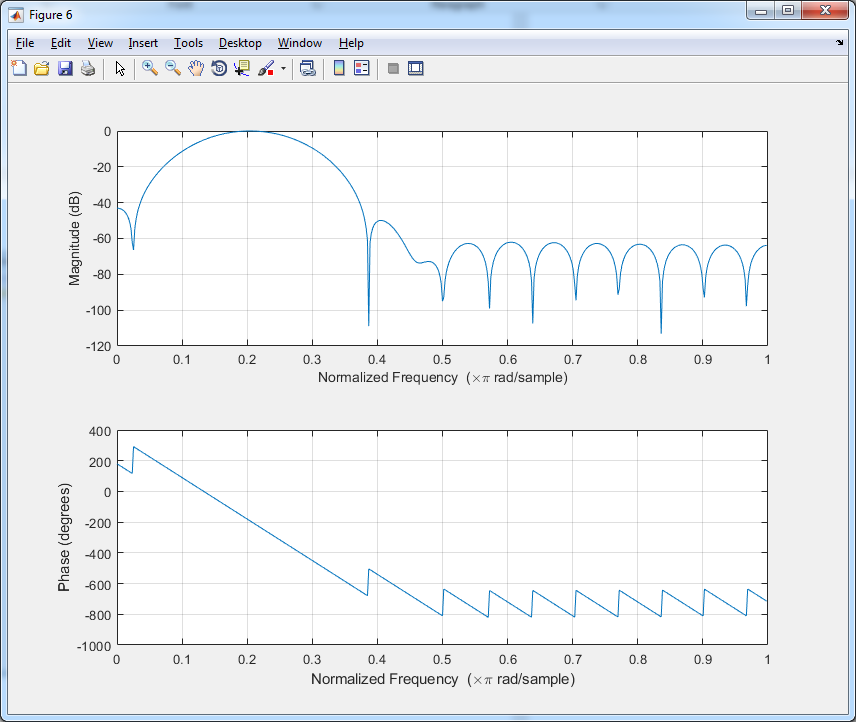 Figure 6
File Edit View Insert Tools Desktop Window Help
0
-20
-40
-60
-80
-100
-120
Magnitude (dB)
0 0.1 0.2 0.3 0.4 0.5 0.6 0.7 0.8 0.9 1
Normalized Frequency (×π rad/sample)
400
200
0
-200
-400
-600
-800
-1000
Phase (degrees)
0 0.1 0.2 0.3 0.4 0.5 0.6 0.7 0.8 0.9 1
Normalized Frequency (×π rad/sample)